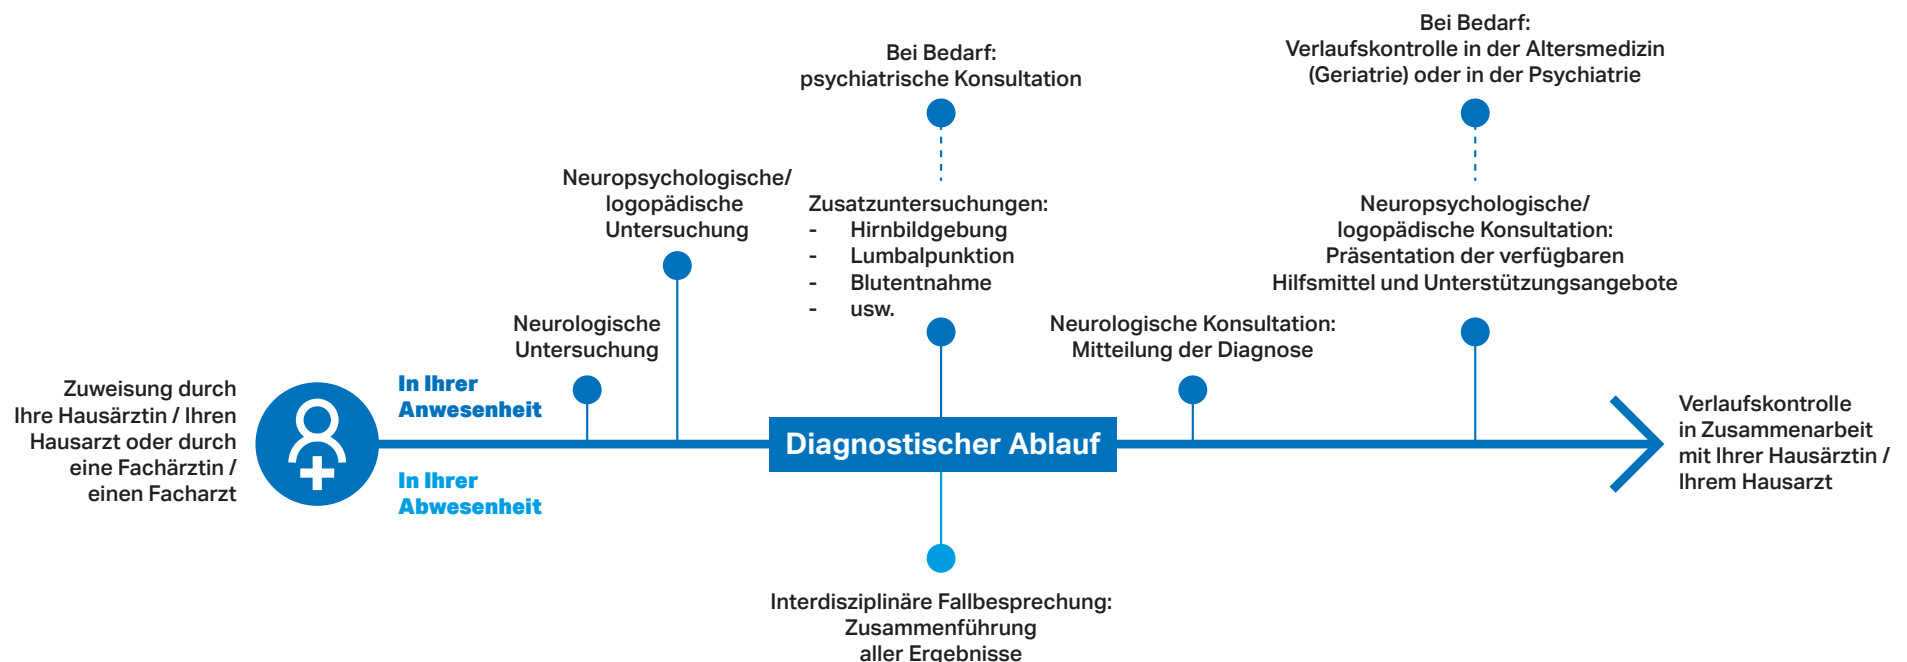 Zuweisung durch
Ihre Hausärztin / Ihren
Hausarzt oder durch
eine Fachärztin /
einen Facharzt
In Ihrer
Anwesenheit
In Ihrer
Abwesenheit
Neurologische
Untersuchung
Neuropsychologische/
logopädische
Untersuchung
Bei Bedarf:
psychiatrische Konsultation
Zusatzuntersuchungen:
- Hirnbildgebung
- Lumbalpunktion
- Blutentnahme
- usw.
Diagnostischer Ablauf
Interdisziplinäre Fallbesprechung:
Zusammenführung
aller Ergebnisse
Neurologische Konsultation:
Mitteilung der Diagnose
Bei Bedarf:
Verlaufskontrolle in der Altersmedizin
(Geriatrie) oder in der Psychiatrie
Neuropsychologische/
logopädische Konsultation:
Präsentation der verfügbaren
Hilfsmittel und Unterstützungsangebote
Verlaufskontrolle
in Zusammenarbeit
mit Ihrer Hausärztin /
Ihrem Hausarzt